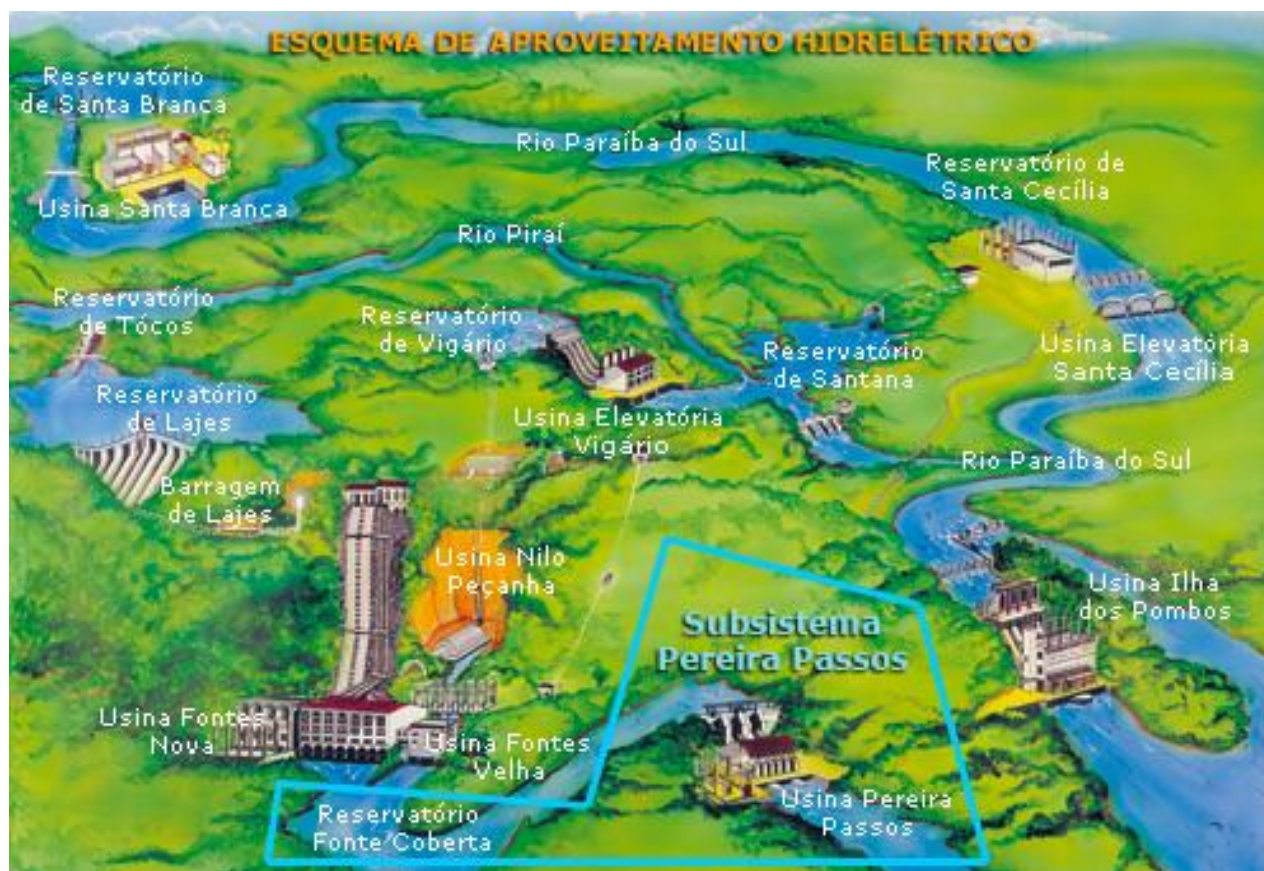 ESQUEMA DE APROVEITAMENTO HIDRELÉTRICO
Reservatório
de Santa Branca
Usina Santa Branca
Rio Paraíba do Sul
Reservatório de
Santa Cecília
Rio Piraí
Reservatório
de Tócos
Reservatório
de Vigário
Reservatório
de Santana
Usina Elevatória
Santa Cecília
Reservatório
de Lajes
Usina Elevatória
Vigário
Rio Paraíba do Sul
Barragem
de Lajes
Usina Nilo
Peçanha
Usina Ilha
dos Pombos
Subsistema
Pereira Passos
Usina Fontes
Nova
Usina Fontes
Velha
Reservatório
Fonte Coberta
Usina Pereira
Passos